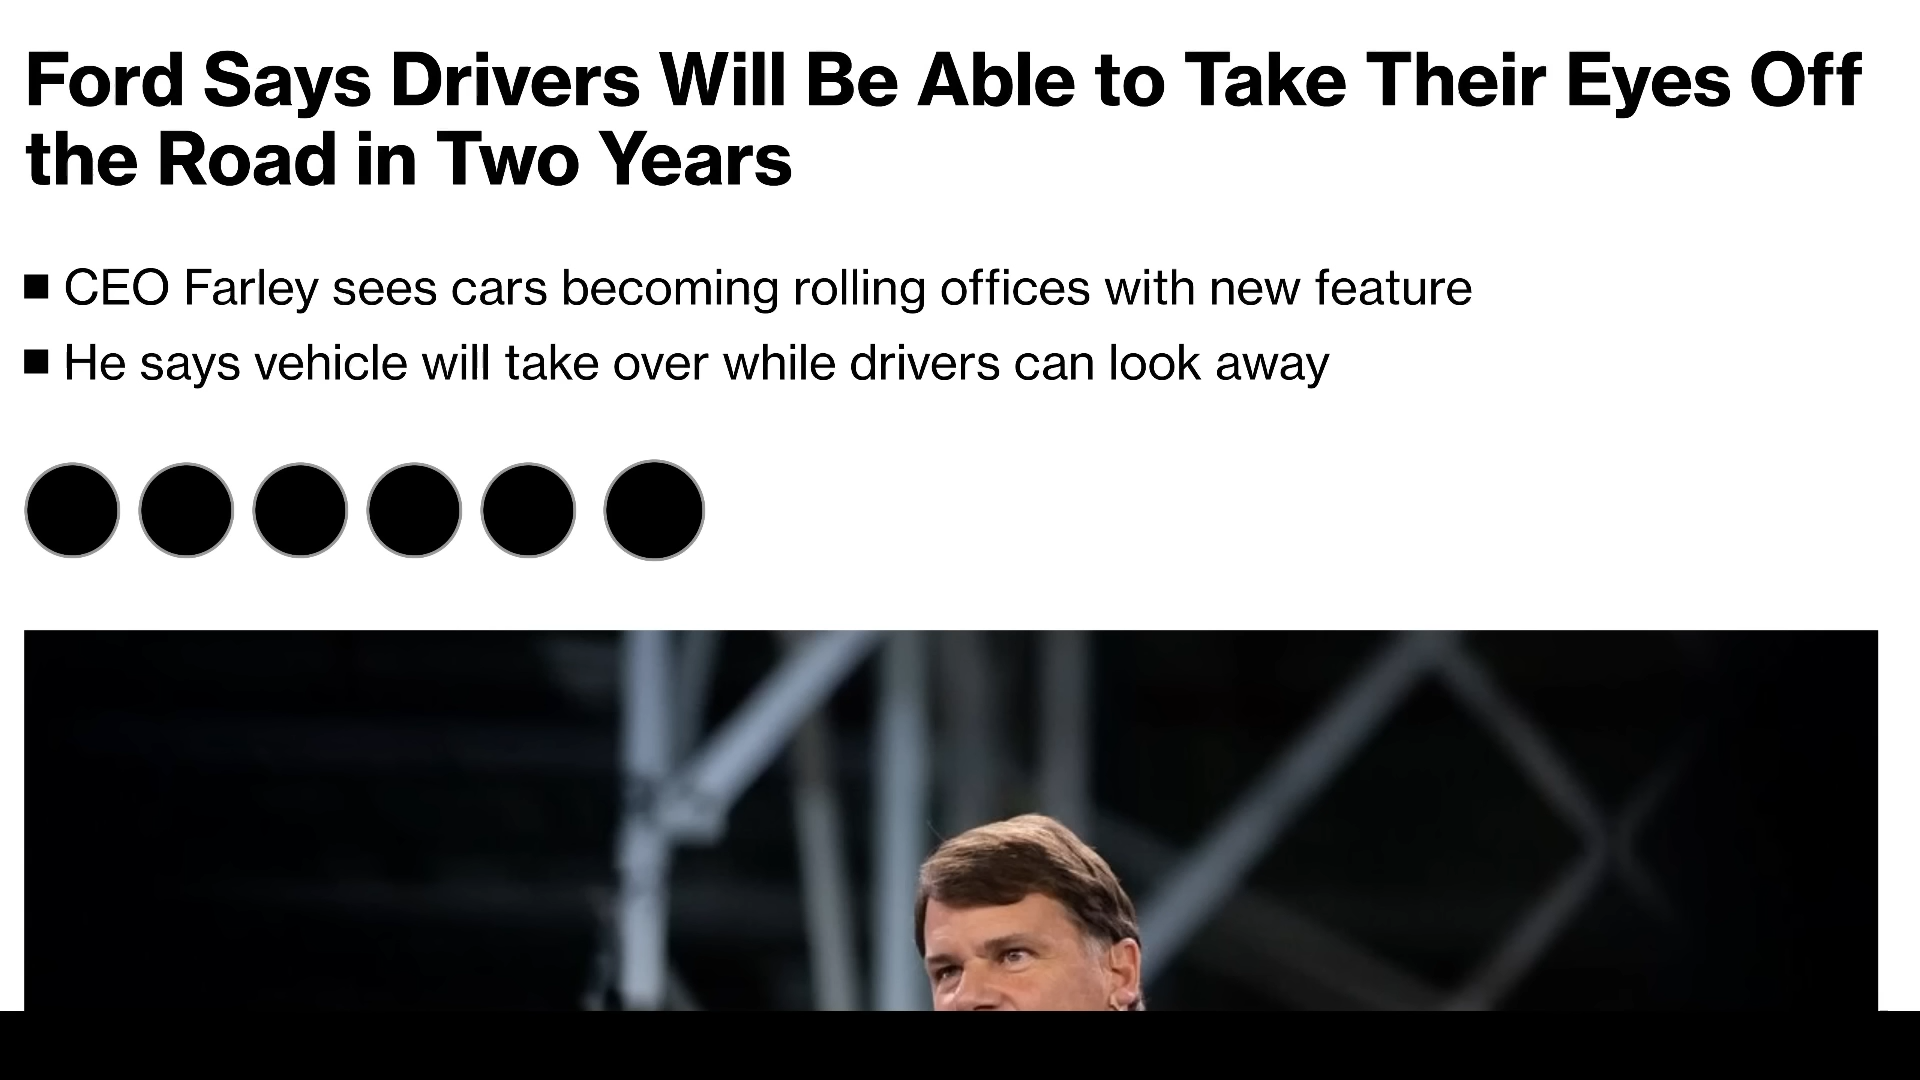 Ford Says Drivers Will Be Able to Take Their Eyes Off
the Road in Two Years
CEO Farley sees cars becoming rolling offices with new feature
He says vehicle will take over while drivers can look away